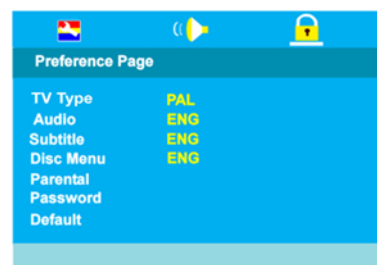 Preference Page
TV Type PAL
Audio ENG
Subtitle ENG
Disc Menu ENG
Parental
Password
Default